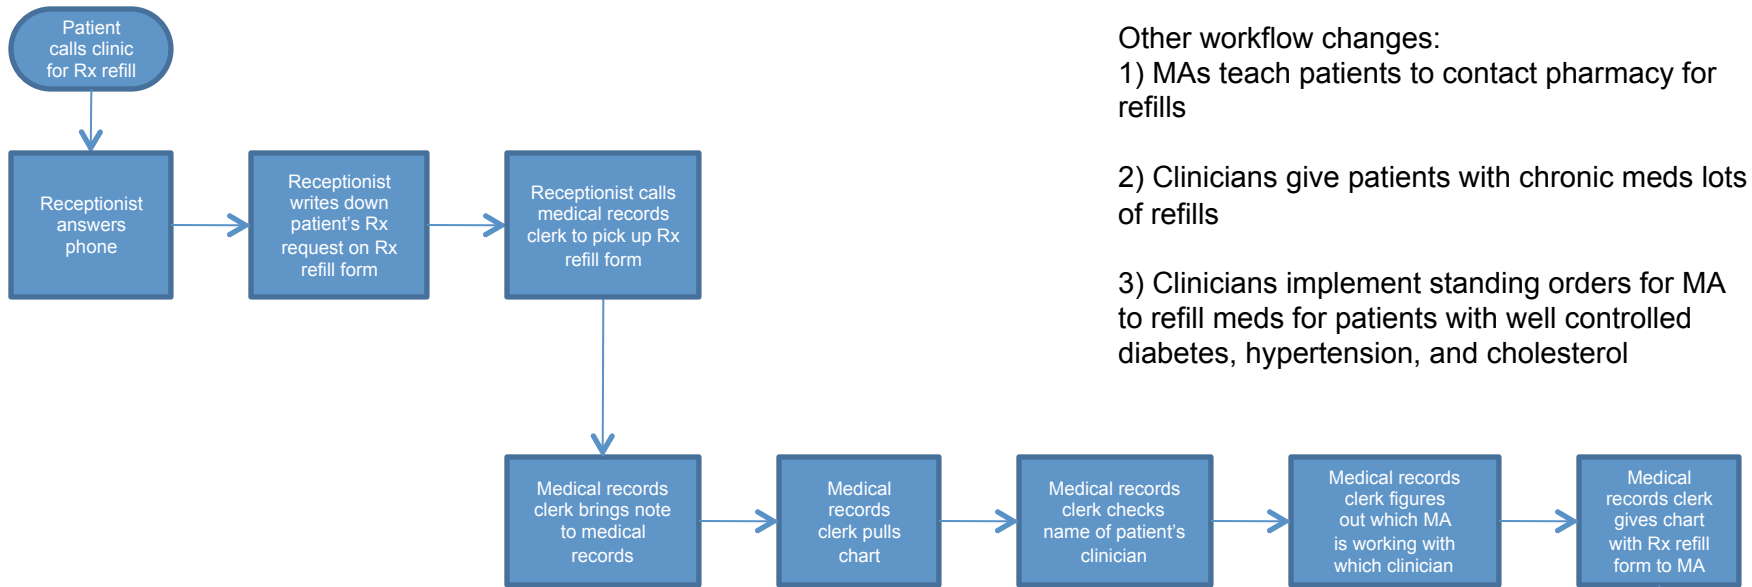 Patient
calls clinic
for Rx refill
Other workflow changes:
1) MAs teach patients to contact pharmacy for
refills
2) Clinicians give patients with chronic meds lots
of refills
3) Clinicians implement standing orders for MA
to refill meds for patients with well controlled
diabetes, hypertension, and cholesterol
Receptionist
answers
phone
Receptionist
writes down
patient’s Rx
request on Rx
refill form
Receptionist calls
medical records
clerk to pick up Rx
refill form
Medical records
clerk brings note
to medical
records
Medical
records
clerk pulls
chart
Medical records
clerk checks
name of patient’s
clinician
Medical records
clerk figures
out which MA
is working with
which clinician
Medical
records clerk
gives chart
with Rx refill
form to MA